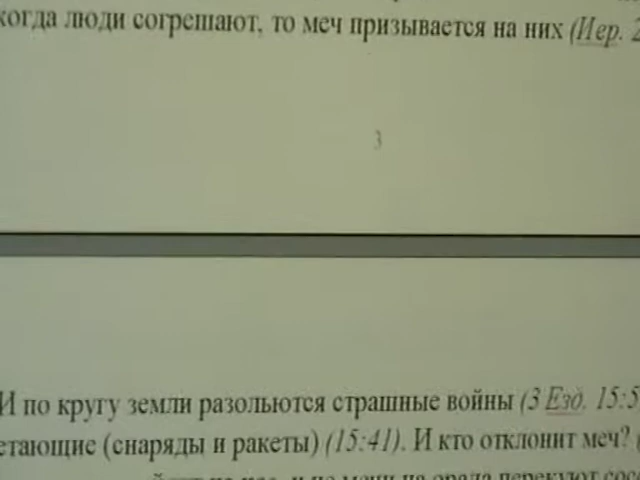 когда люди согрешают, то меч призывается на них (Иер. 2
3
И по кругу земли разольются страшные войны (3 Езд. 15:5
етающие (снаряды и ракеты) (15:41). И кто отклонит меч? (